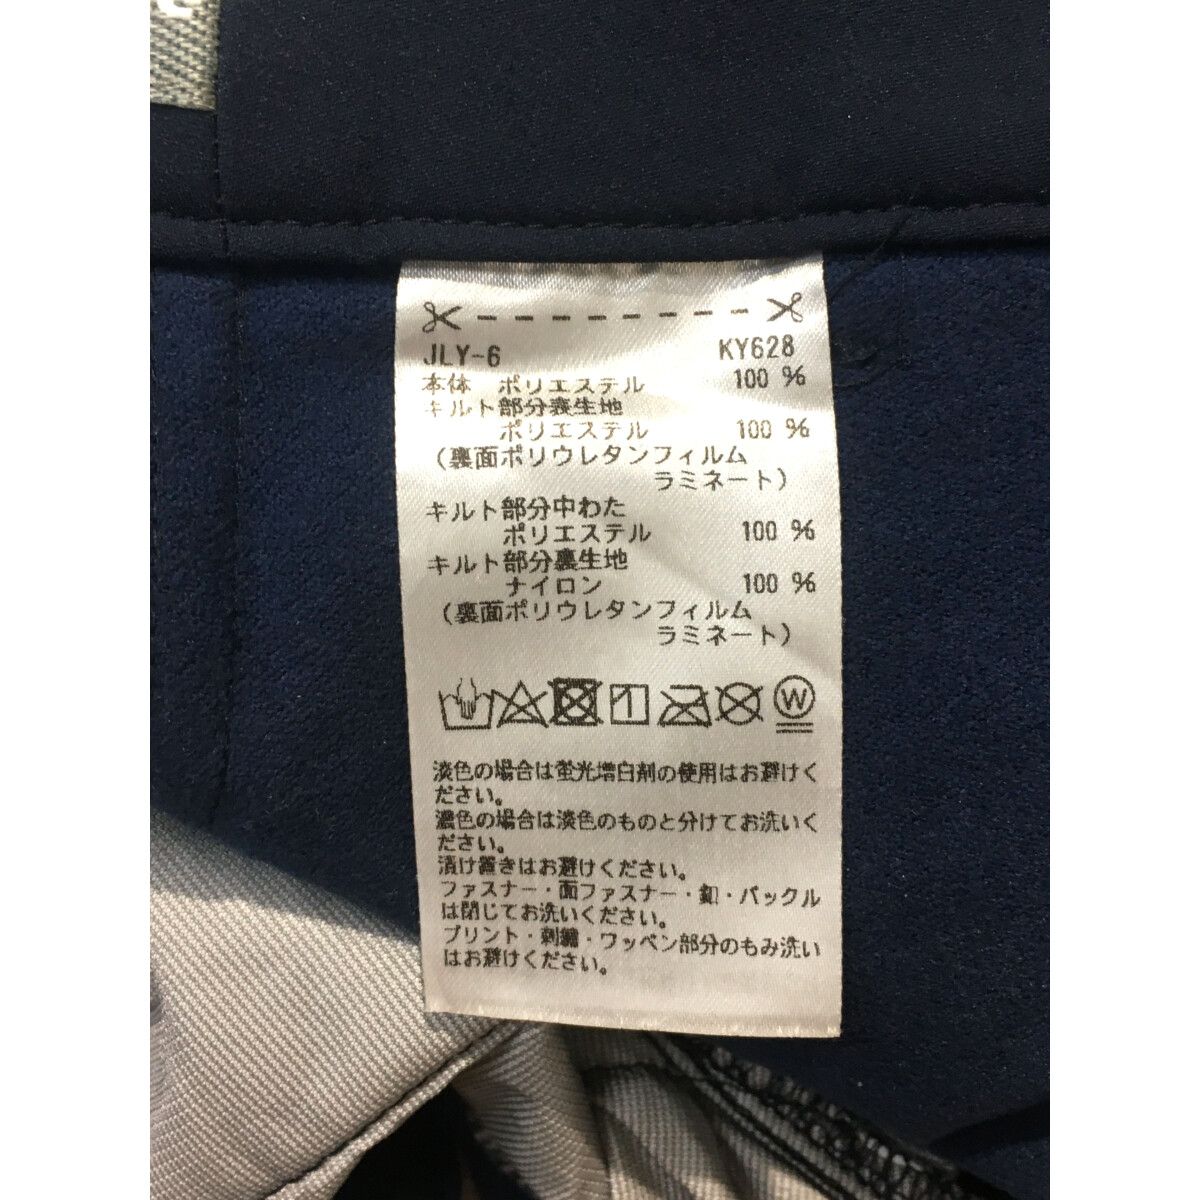 JLY-6 KY628
本体 ポリエステル 100 %
キルト部分表生地
ポリエステル 100 %
(裏面ポリウレタンフィルム
ラミネート)
キルト部分中わた
ポリエステル 100 %
キルト部分裏生地
ナイロン 100 %
(裏面ポリウレタンフィルム
ラミネート)
W
淡色の場合は蛍光増白剤の使用はお避けく
ださい。
濃色の場合は淡色のものと分けてお洗いく
ださい。
漬け置きはお避けください。
ファスナー・面ファスナー・釦・バックル
は閉じてお洗いください。
プリント・刺繍・ワッペン部分のもみ洗い
はお避けください。